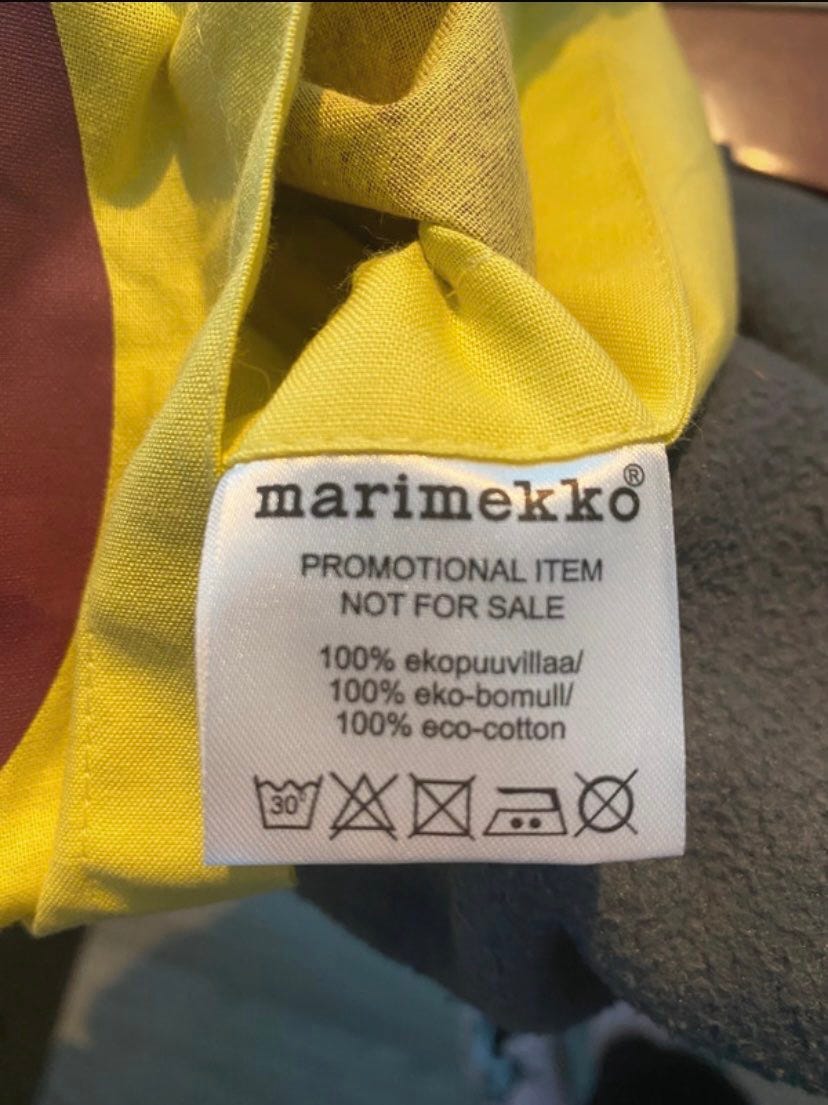 marimekko®
PROMOTIONAL ITEM
NOT FOR SALE
100% ekopuuvillaa/
100% eko-bomull/
100% eco-cotton
30°